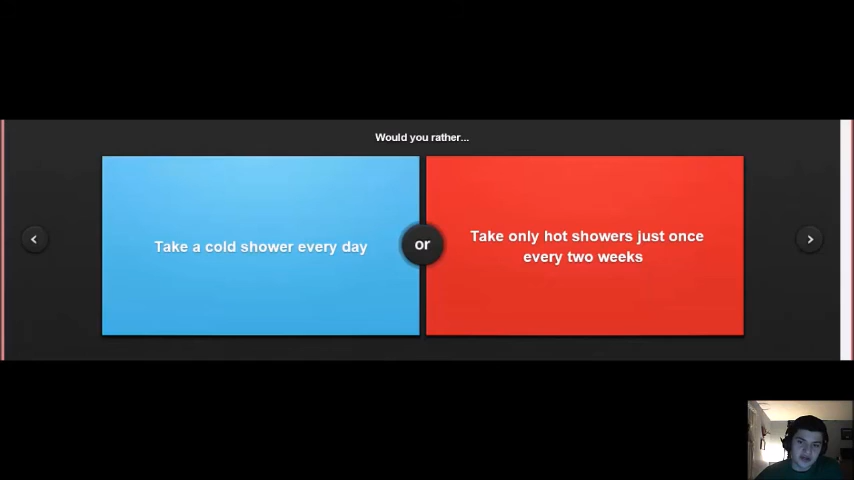 Would you rather...
Take a cold shower every day
or
Take only hot showers just once
every two weeks